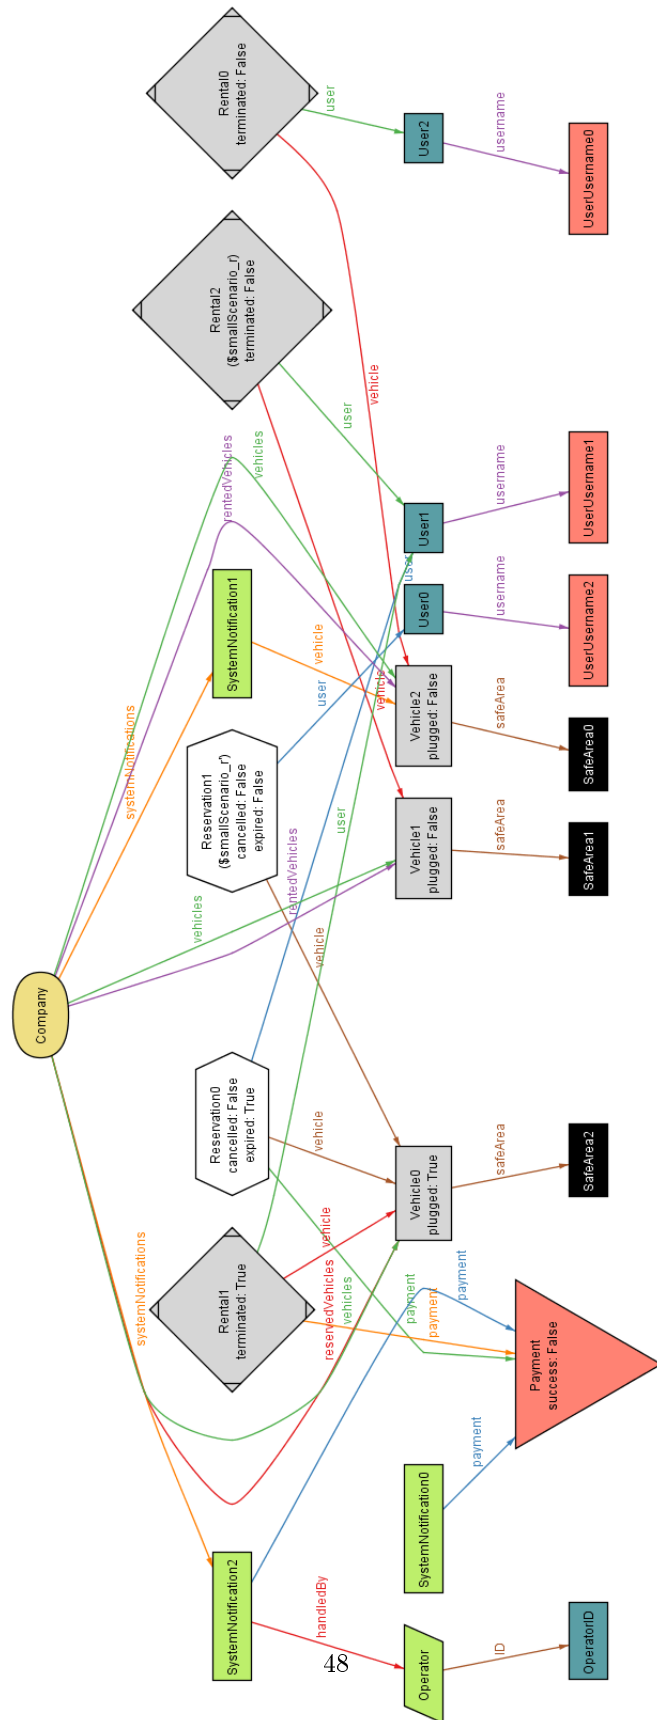 Rental0
terminated: False
user
User2
username
UserUsername0
vehicle
Rental2
($smallScenario_r)
terminated: False
user
vehicle
rentedVehicles
vehicles
User1
username
UserUsername1
user
User0
username
UserUsername2
SystemNotification1
vehicle
systemNotifications
Vehicle2
plugged: False
safeArea
SafeArea0
Reservation1
($smallScenario_r')
cancelled: False
expired: False
user
vehicle
Vehicle1
plugged: False
safeArea
SafeArea1
vehicles
rentedVehicles
user
Company
Reservation0
cancelled: False
expired: True
vehicle
Vehicle0
plugged: True
safeArea
SafeArea2
Rental1
terminated: True
vehicle
systemNotifications
reservedVehicles
vehicles
payment
payment
payment
Payment
success: False
SystemNotification0
payment
SystemNotification2
handledBy
Operator
ID
OperatorID
48